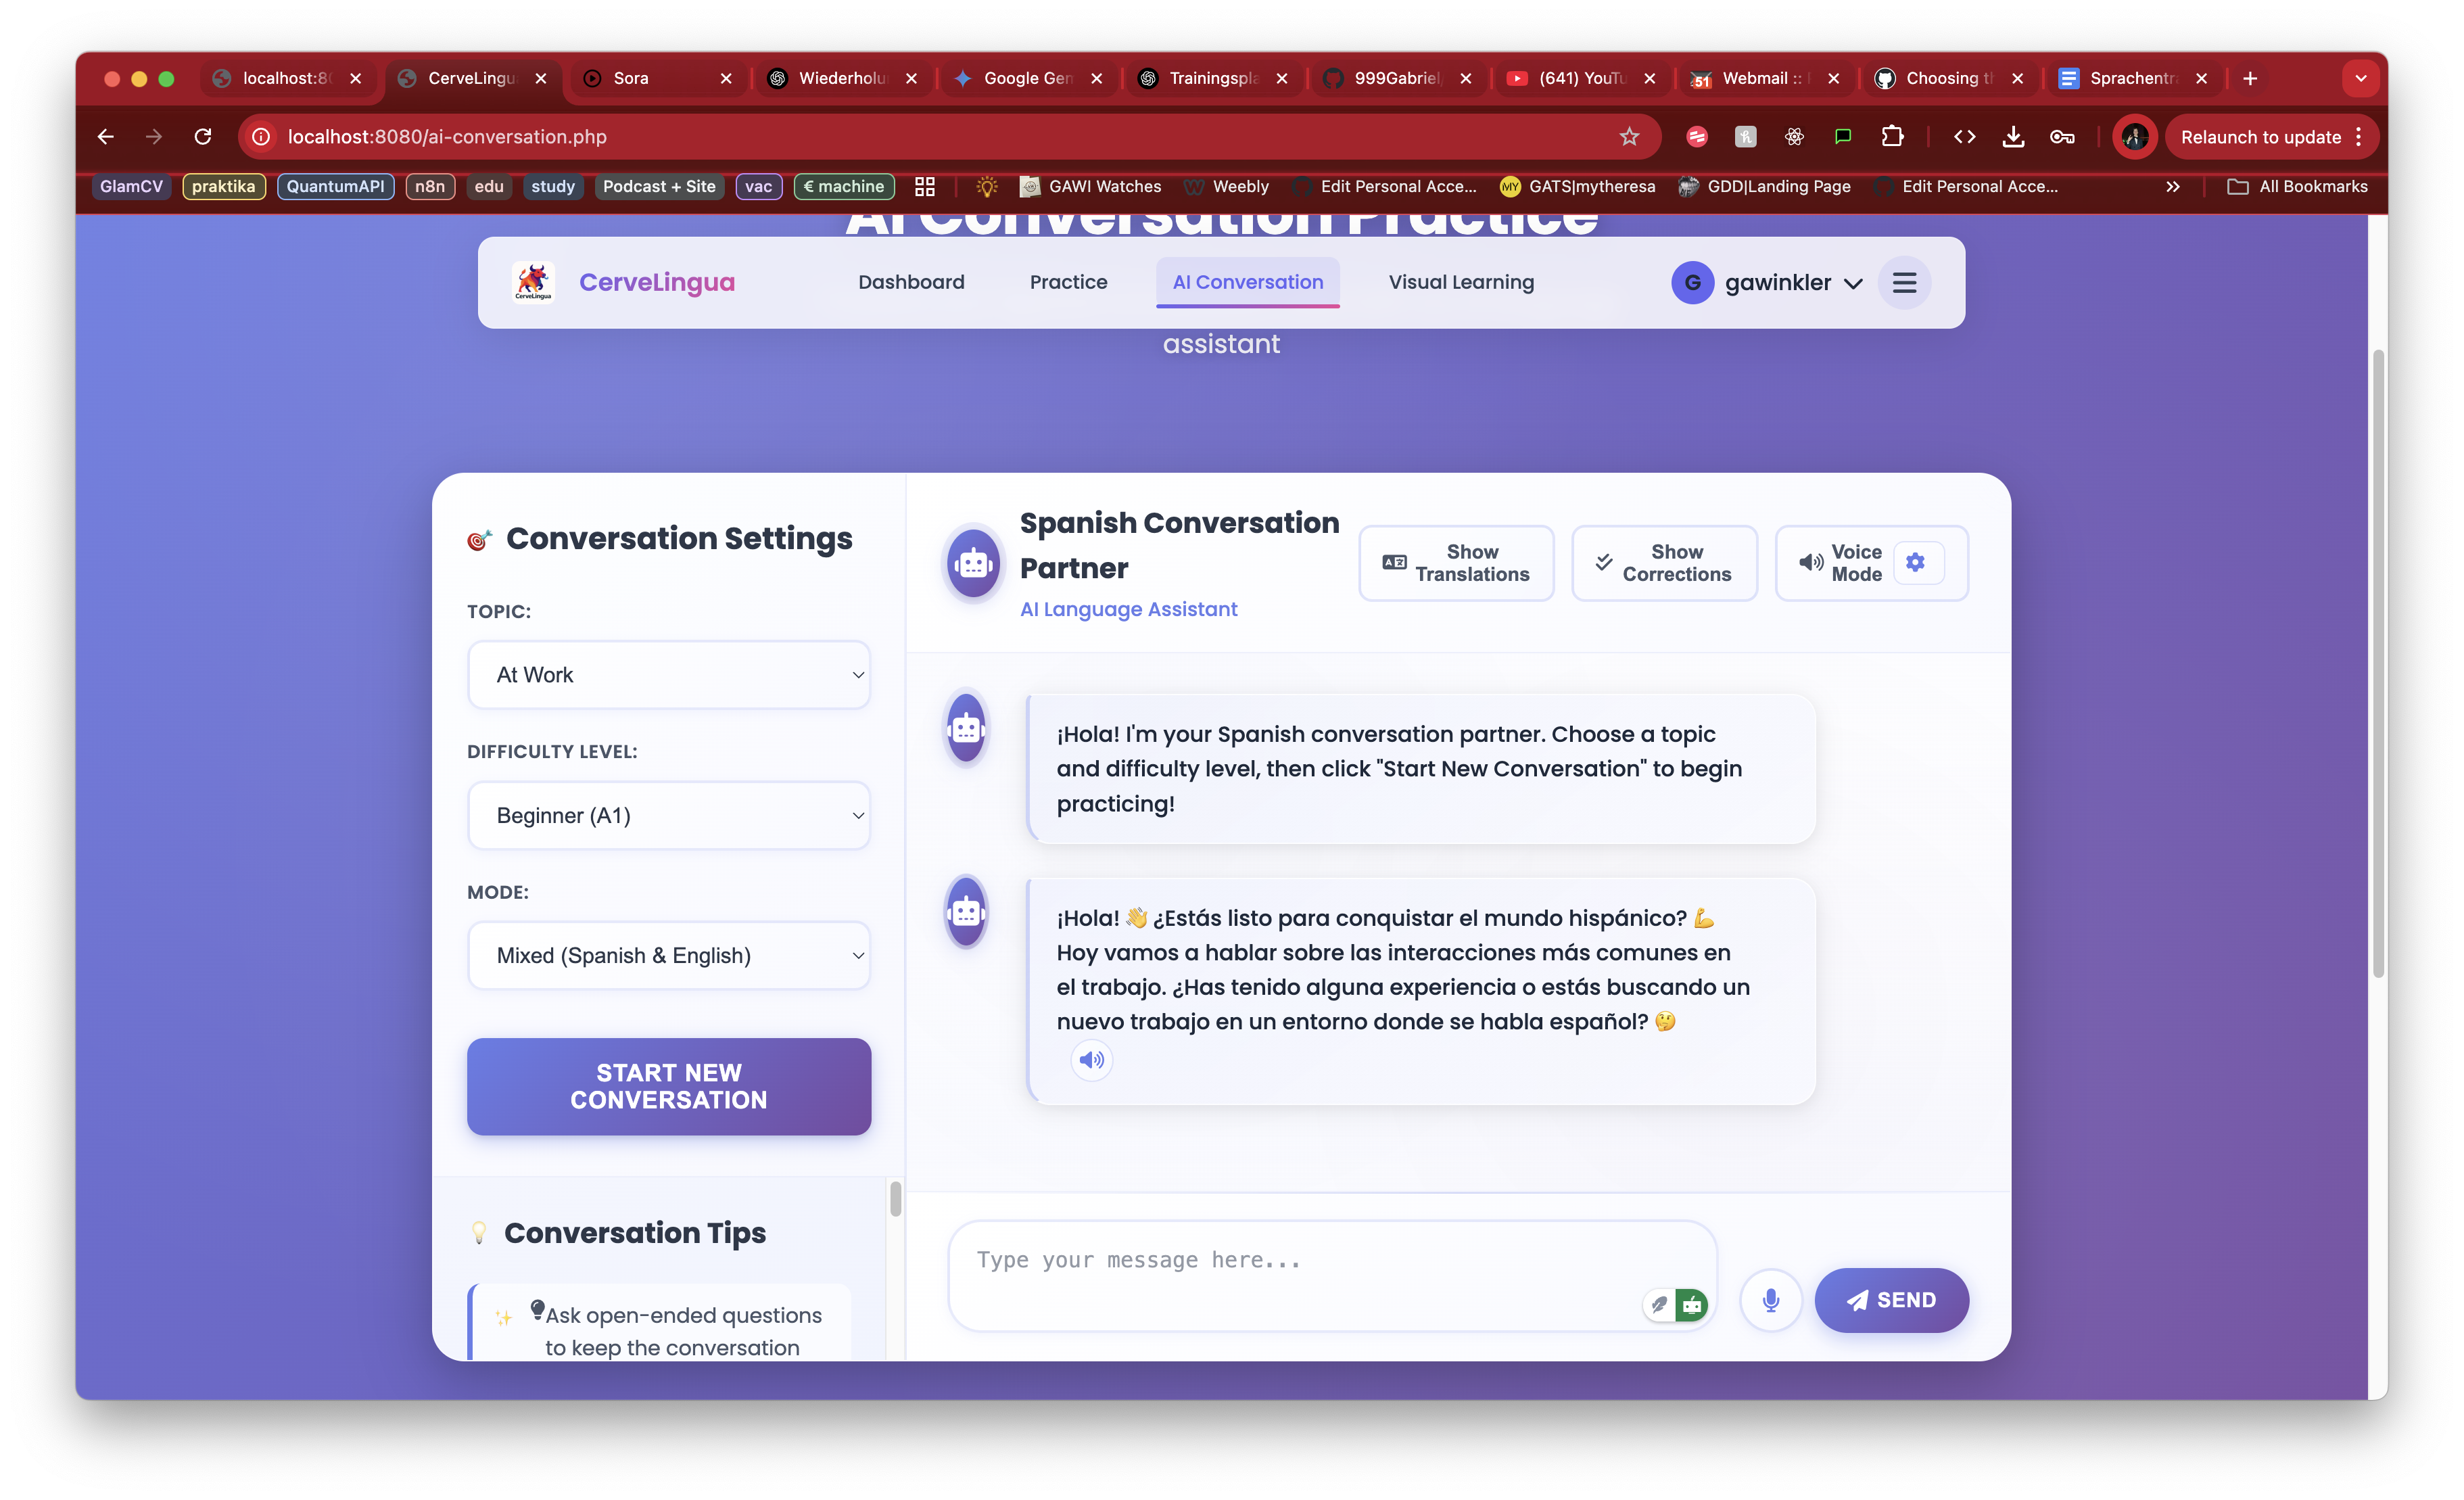 localhost:80
CerveLingu
Sora
Wiederholu
Google Gem
Trainingspla
999Gabriel
(641) YouTu
51
Webmail ::
Choosing th
Sprachentr
localhost:8080/ai-conversation.php
Relaunch to update
GlamCV
praktika
QuantumAPI
n8n
edu
study
Podcast + Site
vac
€ machine
GAWI Watches
Weebly
Edit Personal Acce...
MY
GATS|mytheresa
GDD|Landing Page
Edit Personal Acce...
All Bookmarks
AI Conversation Practice
CerveLingua
CerveLingua
Dashboard
Practice
AI Conversation
Visual Learning
G
gawinkler
assistant
Conversation Settings
TOPIC:
At Work
DIFFICULTY LEVEL:
Beginner (A1)
MODE:
Mixed (Spanish & English)
START NEW
CONVERSATION
Conversation Tips
Ask open-ended questions
to keep the conversation
Spanish Conversation
Partner
AI Language Assistant
Show
Translations
Show
Corrections
Voice
Mode
¡Hola! I'm your Spanish conversation partner. Choose a topic
and difficulty level, then click "Start New Conversation" to begin
practicing!
¡Hola! 👋 ¿Estás listo para conquistar el mundo hispánico? 💪
Hoy vamos a hablar sobre las interacciones más comunes en
el trabajo. ¿Has tenido alguna experiencia o estás buscando un
nuevo trabajo en un entorno donde se habla español? 🤔
Type your message here...
SEND